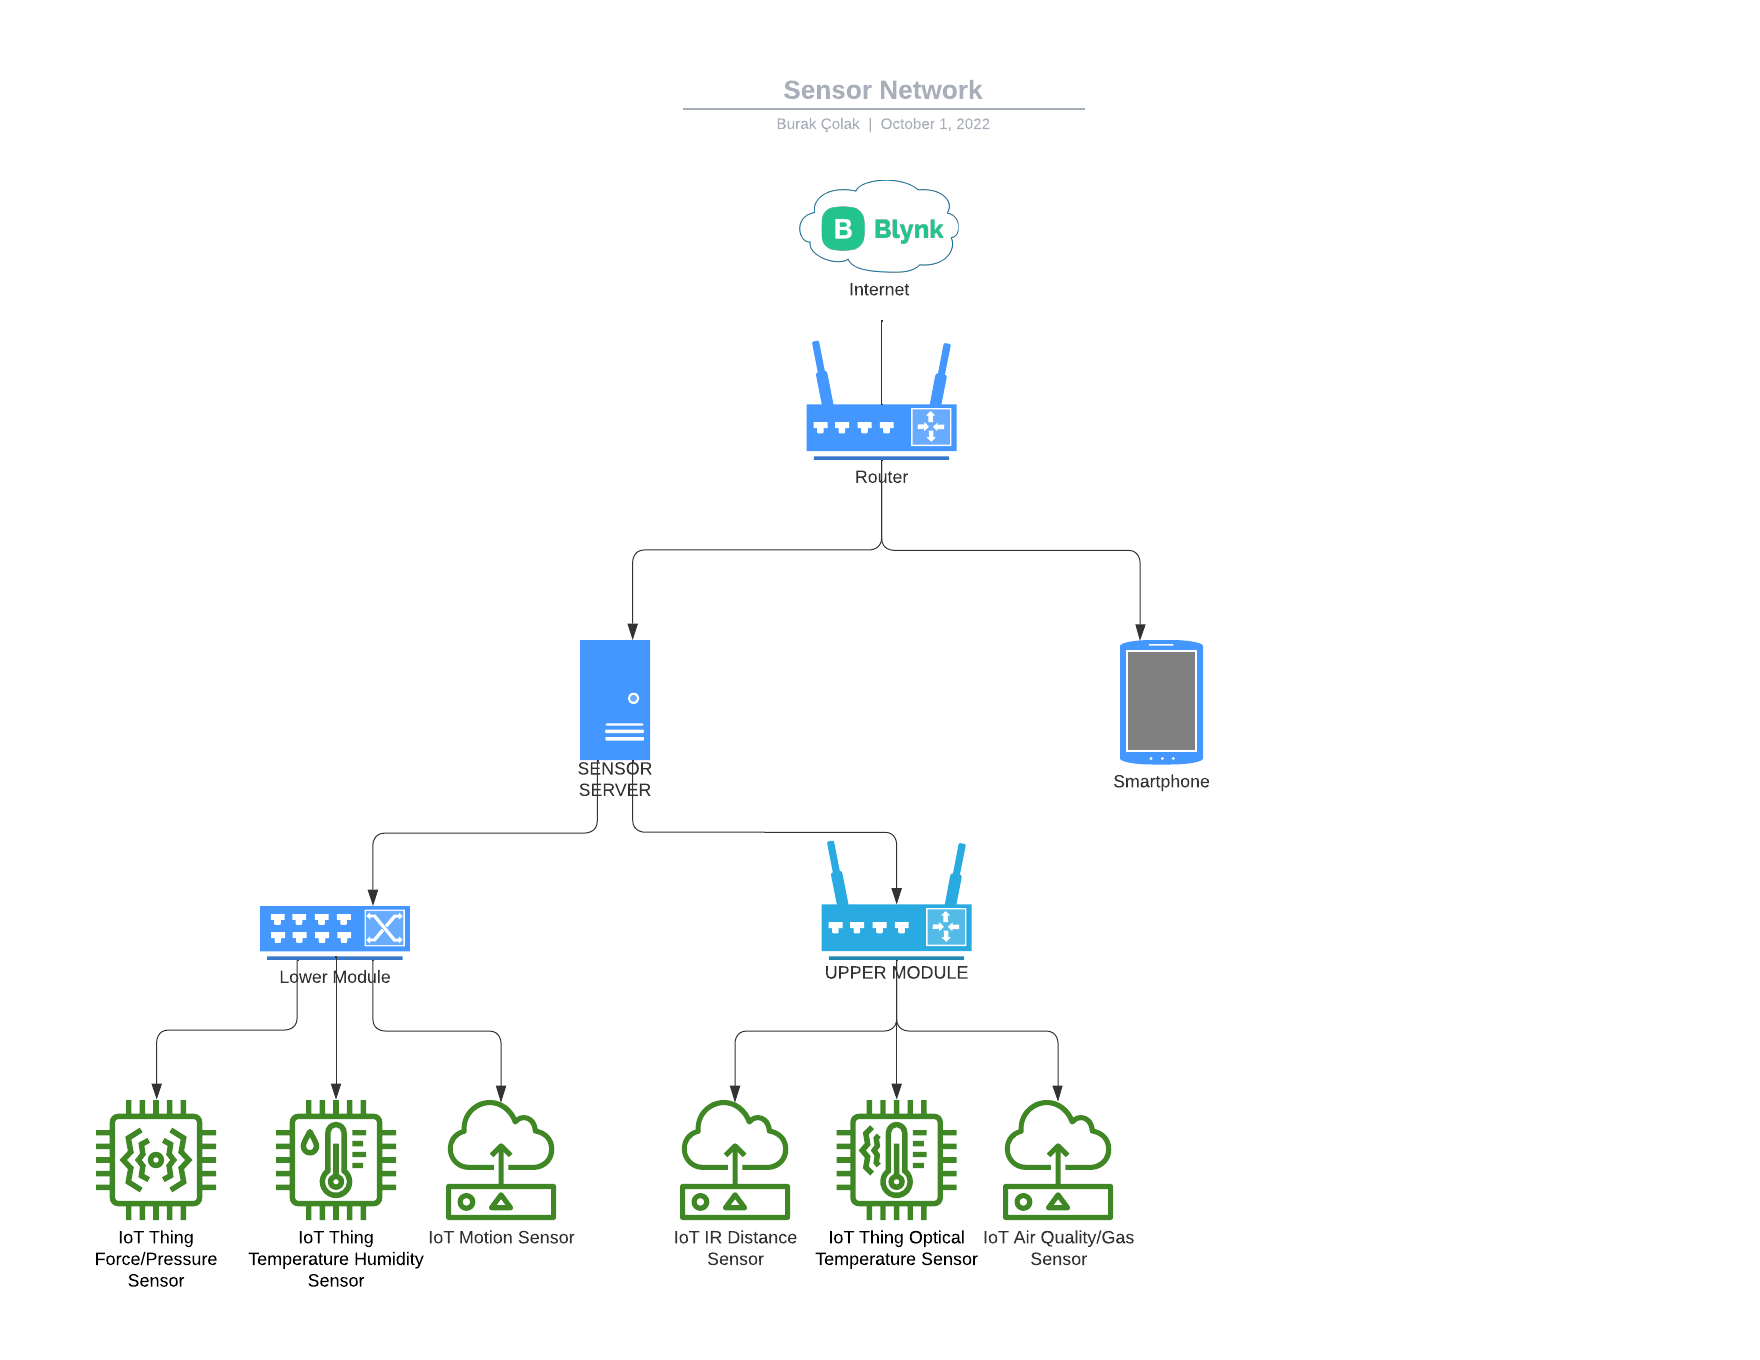 Sensor Network
Burak Çolak | October 1, 2022
B Blynk
Internet
Router
SENSOR
SERVER
Smartphone
Lower Module
UPPER MODULE
IoT Thing
Force/Pressure
Sensor
IoT Thing
Temperature Humidity
Sensor
IoT Motion Sensor
IoT IR Distance
Sensor
IoT Thing Optical
Temperature Sensor
IoT Air Quality/Gas
Sensor